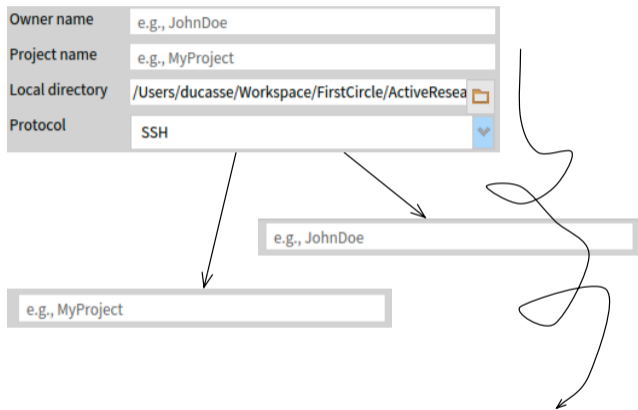 Owner name e.g., JohnDoe
Project name e.g., MyProject
Local directory /Users/ducasse/Workspace/FirstCircle/ActiveResea
Protocol SSH
e.g., JohnDoe
e.g., MyProject